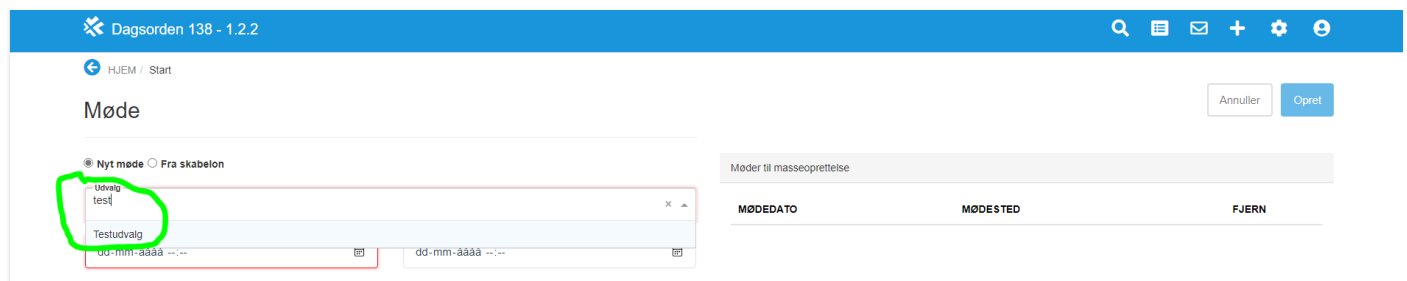 Dagsorden 138 - 1.2.2
HJEM / Start
Møde
Annuller
Opret
Nyt møde Fra skabelon
Udvalg
test
Testudvalg
dd-mm-åååå --:--
dd-mm-åååå --:--
Møder til masseoprettelse
MØDEDATO MØDESTED FJERN